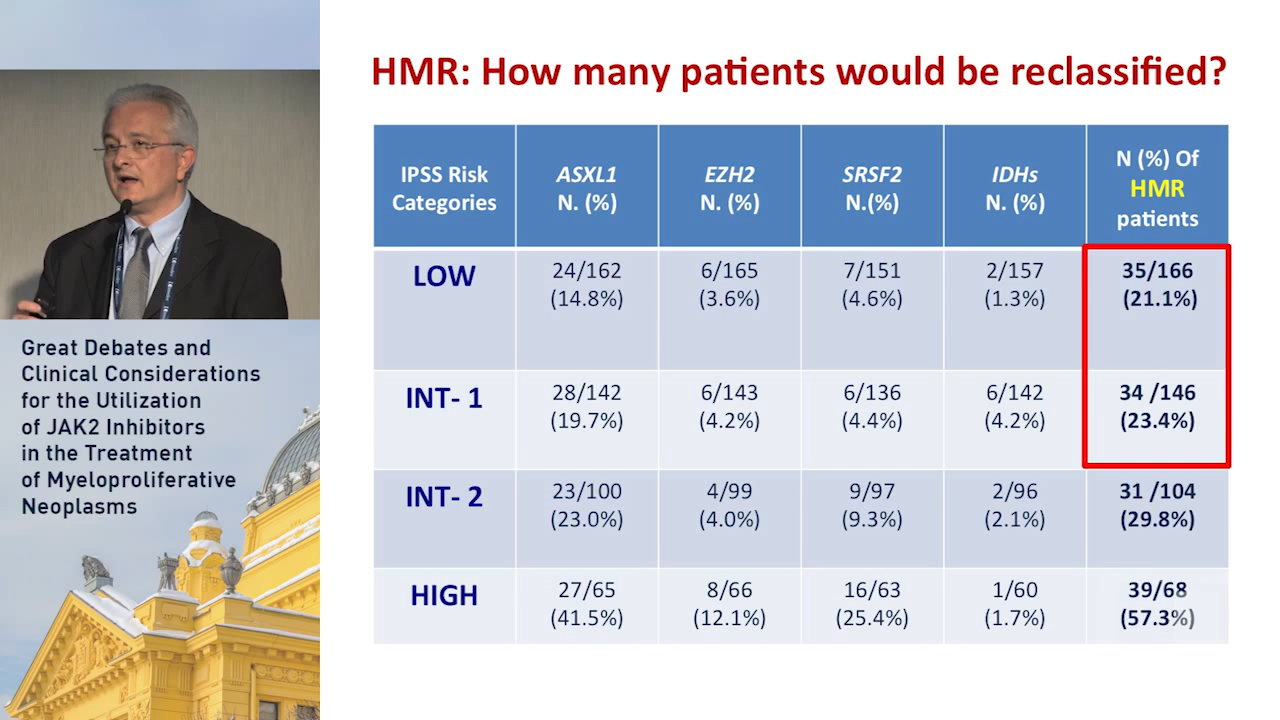 HMR: How many patients would be reclassified?
IPSS Risk Categories
ASXL1 N. (%)
EZH2 N. (%)
SRSF2 N.(%)
IDHs N. (%)
N (%) Of HMR patients
LOW
24/162 (14.8%)
6/165 (3.6%)
7/151 (4.6%)
2/157 (1.3%)
35/166 (21.1%)
INT- 1
28/142 (19.7%)
6/143 (4.2%)
6/136 (4.4%)
6/142 (4.2%)
34 /146 (23.4%)
INT- 2
23/100 (23.0%)
4/99 (4.0%)
9/97 (9.3%)
2/96 (2.1%)
31 /104 (29.8%)
HIGH
27/65 (41.5%)
8/66 (12.1%)
16/63 (25.4%)
1/60 (1.7%)
39/68 (57.3%)
Great Debates and
Clinical Considerations
for the Utilization
of JAK2 Inhibitors
in the Treatment
of Myeloproliferative
Neoplasms